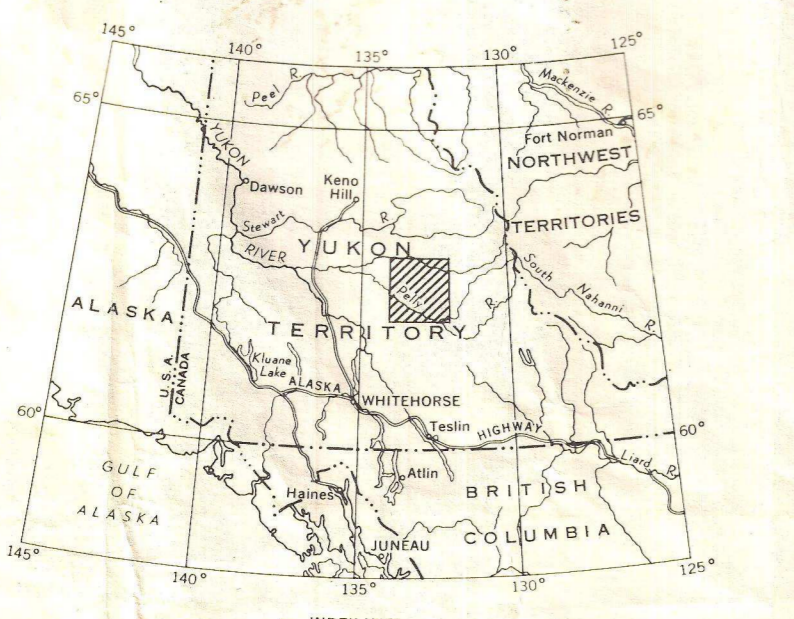 145°
140°
135°
130°
125°
Peel R.
Mackenzie R.
65°
65°
Fort Norman
NORTHWEST
YUKON
Dawson
Keno
Hill
Stewart R.
TERRITORIES
YUKON
RIVER
South
Nahanni R.
Pelly R.
ALASKA
TERRITORY
Kluane
Lake
U.S.A.
CANADA
ALASKA
WHITEHORSE
Teslin
HIGHWAY
60°
60°
Liard R.
GULF
OF
ALASKA
Haines
Atlin
BRITISH
COLUMBIA
JUNEAU
145°
140°
135°
130°
125°